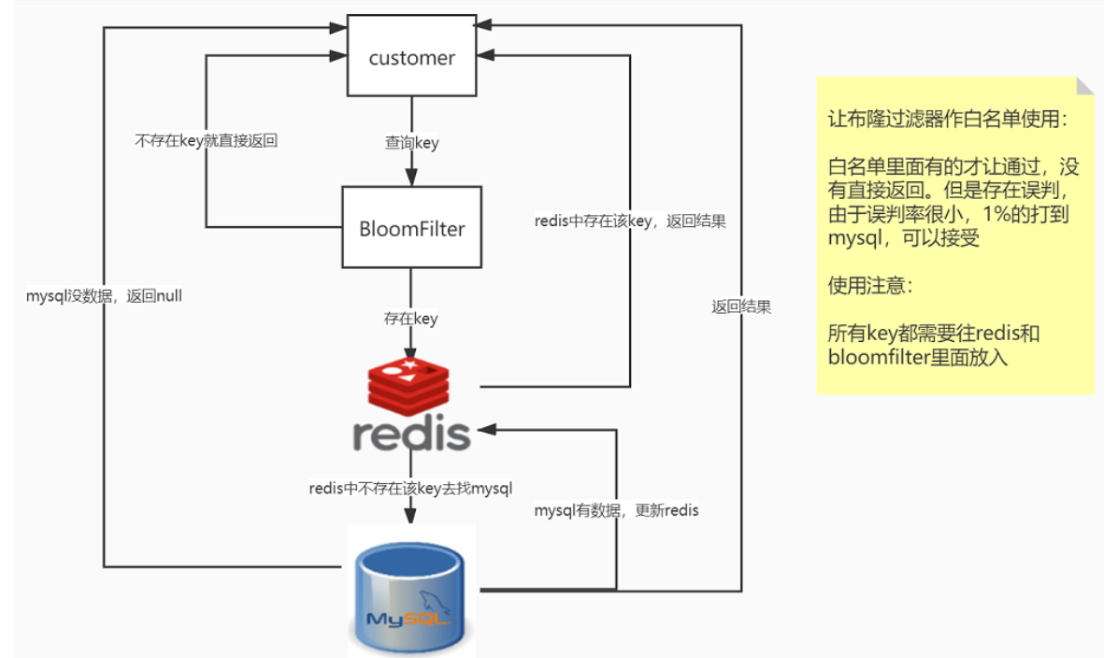 customer
不存在key就直接返回
查询key
BloomFilter
redis中存在该key，返回结果
mysql没数据，返回null
返回结果
存在key
redis
redis中不存在该key去找mysql
mysql有数据，更新redis
MySQL
让布隆过滤器作白名单使用：
白名单里面有的才让通过，没
有直接返回。但是存在误判，
由于误判率很小，1%的打到
mysql，可以接受
使用注意：
所有key都需要往redis和
bloomfilter里面放入